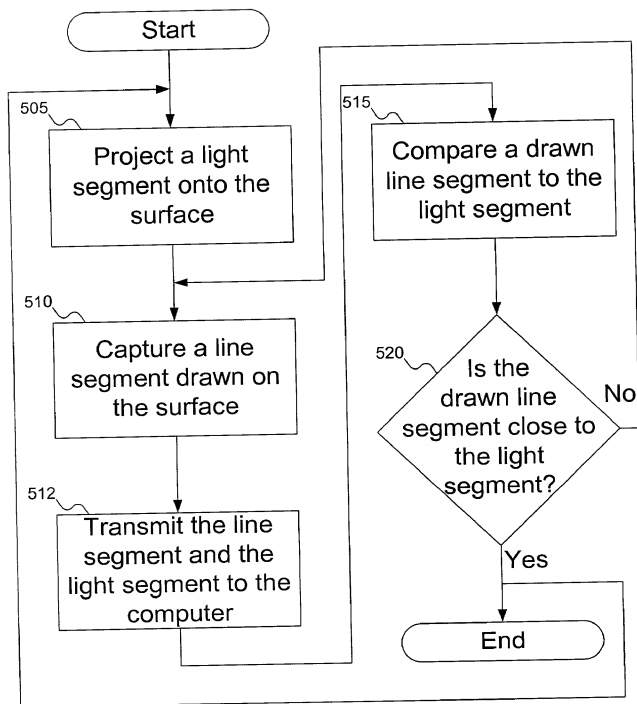 Start
505
Project a light
segment onto the
surface
510
Capture a line
segment drawn on
the surface
512
Transmit the line
segment and the
light segment to the
computer
515
Compare a drawn
line segment to the
light segment
520
Is the
drawn line
segment close to
the light
segment?
No
Yes
End